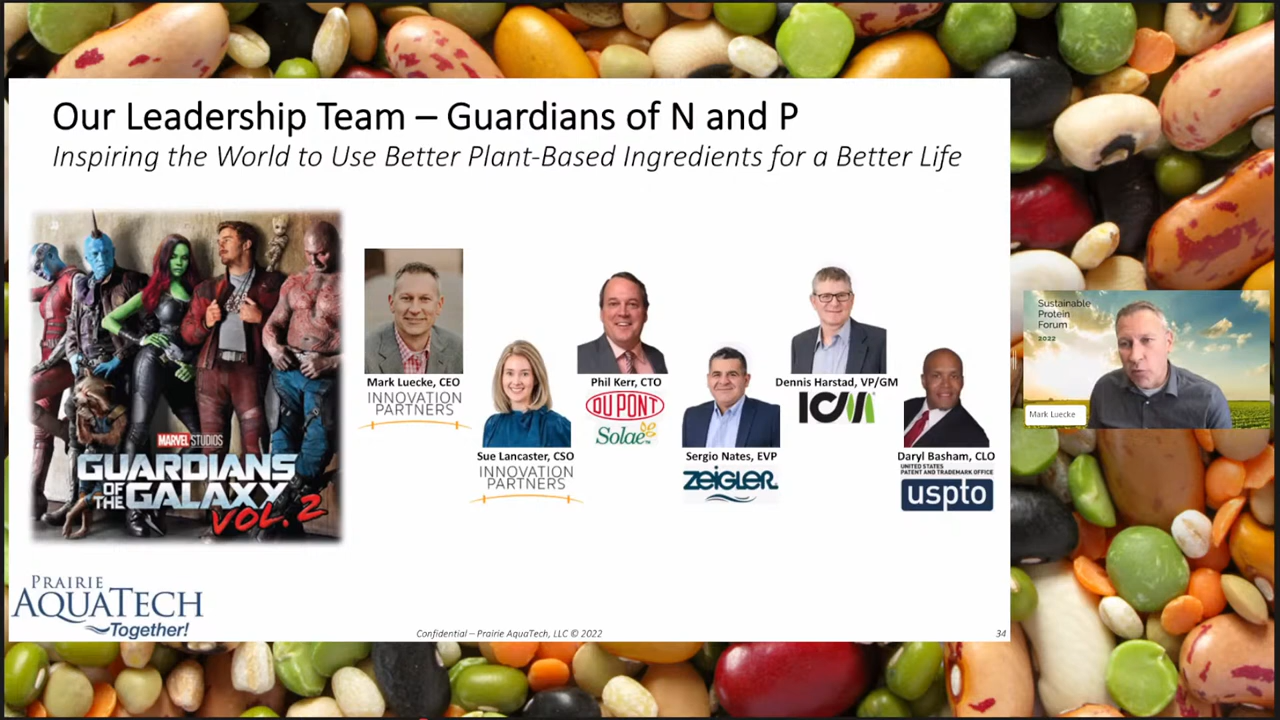 Our Leadership Team – Guardians of N and P
Inspiring the World to Use Better Plant-Based Ingredients for a Better Life
MARVEL STUDIOS
GUARDIANS
OF THE GALAXY
VOL. 2
Mark Luecke, CEO
INNOVATION
PARTNERS
Sue Lancaster, CSO
INNOVATION
PARTNERS
Phil Kerr, CTO
DUPONT
Solae™
Sergio Nates, EVP
ZEIGLER
Dennis Harstad, VP/GM
ICM
Daryl Basham, CLO
UNITED STATES
PATENT AND TRADEMARK OFFICE
uspto
PRAIRIE
AQUATECH
Together!
Confidential – Prairie AquaTech, LLC © 2022
34
Sustainable
Protein
Forum
2022
Mark Luecke